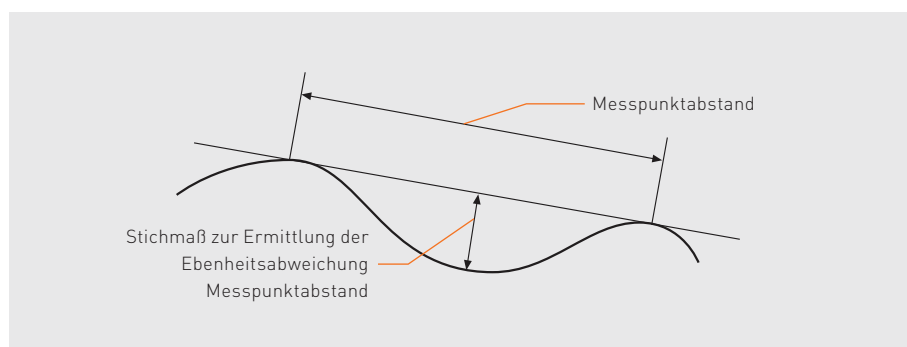 Messpunktabstand
Stichmaß zur Ermittlung der
Ebenheitsabweichung
Messpunktabstand